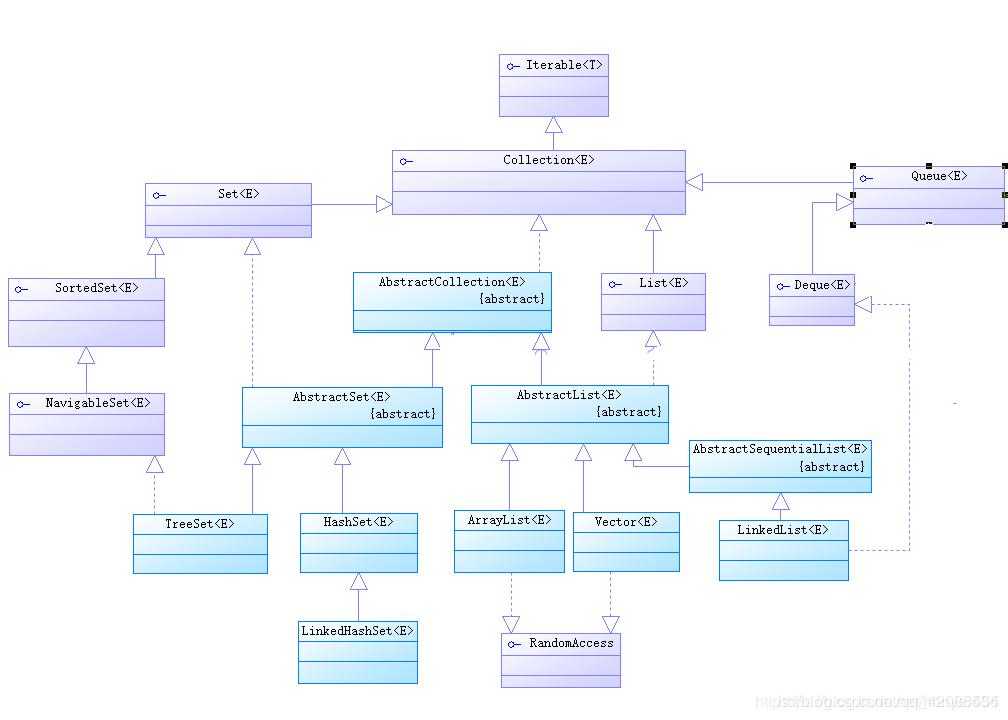 Iterable<T>
Collection<E>
Queue<E>
Set<E>
AbstractCollection<E>
{abstract}
List<E>
Deque<E>
SortedSet<E>
NavigableSet<E>
AbstractSet<E>
{abstract}
AbstractList<E>
{abstract}
AbstractSequentialList<E>
{abstract}
TreeSet<E>
HashSet<E>
ArrayList<E>
Vector<E>
LinkedList<E>
LinkedHashSet<E>
RandomAccess